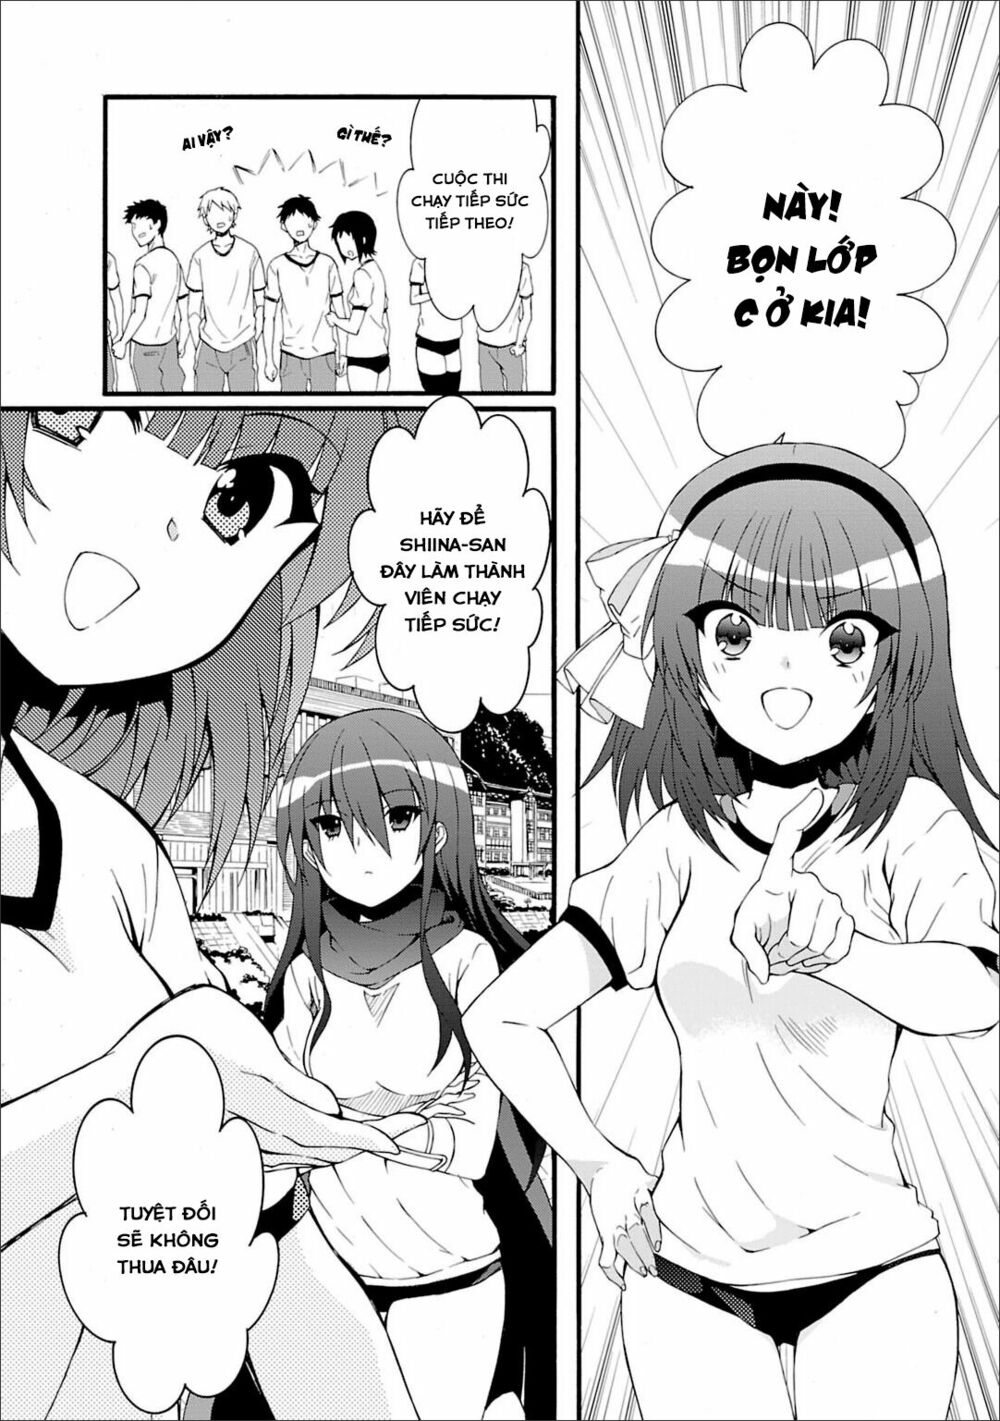 NÀY!
BỌN LỚP
C Ở KIA!
CUỘC THI
CHẠY TIẾP SỨC
TIẾP THEO!
GÌ THẾ?
AI VẬY?
HÃY ĐỂ
SHIINA-SAN
ĐÂY LÀM THÀNH
VIÊN CHẠY
TIẾP SỨC!
TUYỆT ĐỐI
SẼ KHÔNG
THUA ĐÂU!